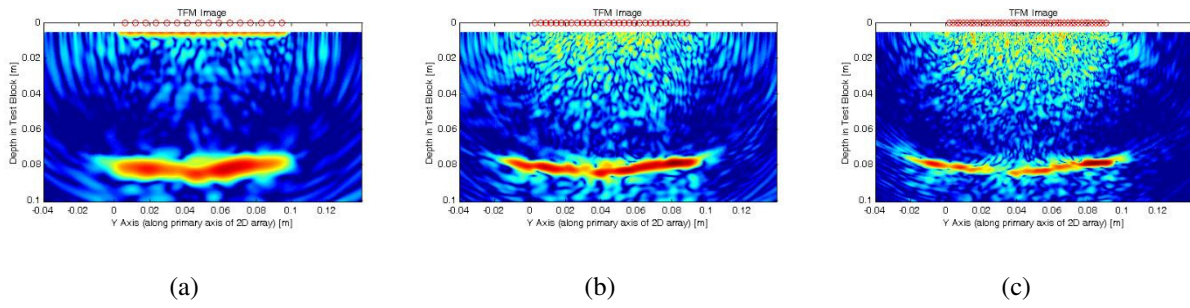 TFM Image
0
0.02
0.04
0.06
0.08
0.1
Depth in Test Block [m]
-0.04 -0.02 0 0.02 0.04 0.06 0.08 0.1 0.12
Y Axis (along primary axis of 2D array) [m]
(a)
TFM Image
0
0.02
0.04
0.06
0.08
0.1
Depth in Test Block [m]
-0.04 -0.02 0 0.02 0.04 0.06 0.08 0.1 0.12
Y Axis (along primary axis of 2D array) [m]
(b)
TFM Image
0
0.02
0.04
0.06
0.08
0.1
Depth in Test Block [m]
-0.04 -0.02 0 0.02 0.04 0.06 0.08 0.1 0.12
Y Axis (along primary axis of 2D array) [m]
(c)